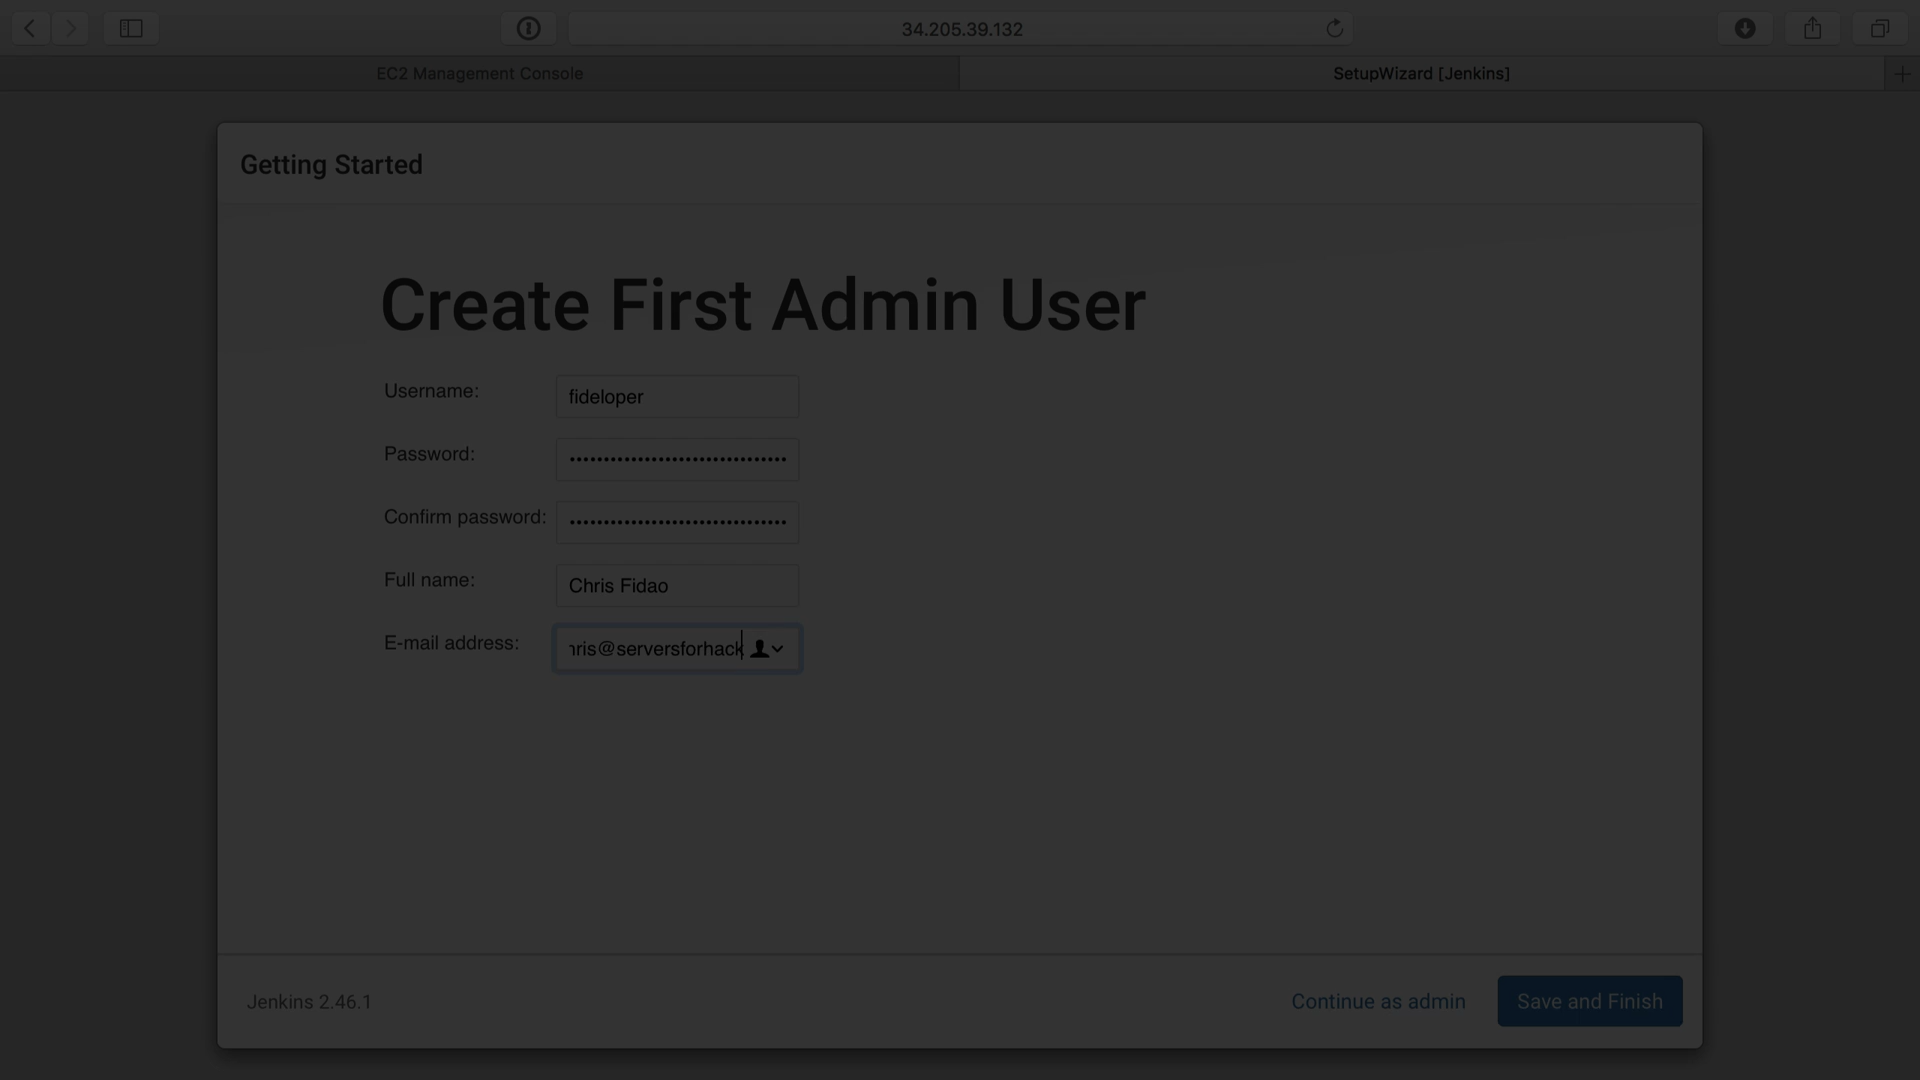 34.205.39.132
EC2 Management Console
SetupWizard [Jenkins]
Getting Started
Create First Admin User
Username:
fideloper
Password:
••••••••••••••••••••••••••••••••
Confirm password:
••••••••••••••••••••••••••••••••
Full name:
Chris Fidao
E-mail address:
hris@serversforhack
Jenkins 2.46.1
Continue as admin
Save and Finish